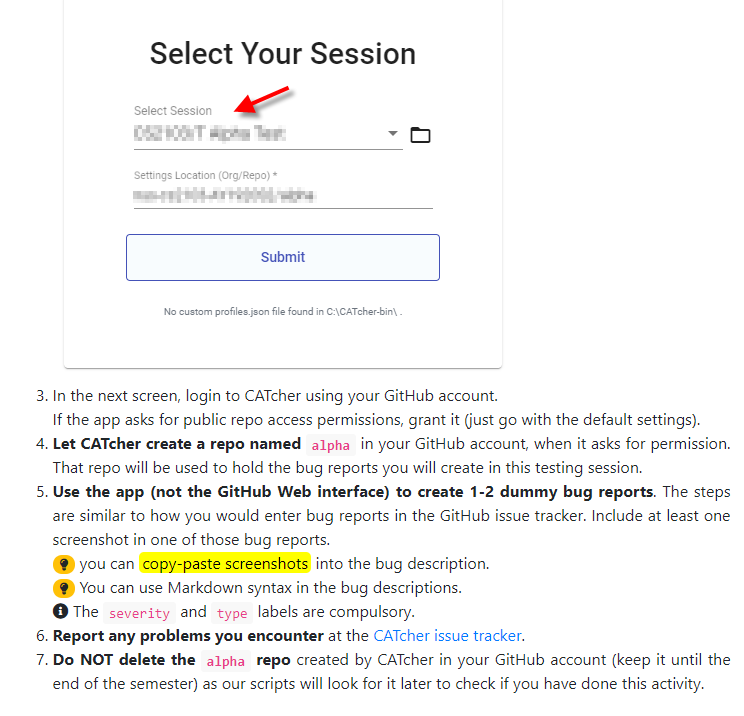 Select Your Session
Select Session
Settings Location (Org/Repo) *
Submit
No custom profiles.json file found in C:\CATcher-bin\ .
3. In the next screen, login to CATcher using your GitHub account.
If the app asks for public repo access permissions, grant it (just go with the default settings).
4. Let CATcher create a repo named alpha in your GitHub account, when it asks for permission.
That repo will be used to hold the bug reports you will create in this testing session.
5. Use the app (not the GitHub Web interface) to create 1-2 dummy bug reports. The steps
are similar to how you would enter bug reports in the GitHub issue tracker. Include at least one
screenshot in one of those bug reports.
you can copy-paste screenshots into the bug description.
You can use Markdown syntax in the bug descriptions.
The severity and type labels are compulsory.
6. Report any problems you encounter at the CATcher issue tracker.
7. Do NOT delete the alpha repo created by CATcher in your GitHub account (keep it until the
end of the semester) as our scripts will look for it later to check if you have done this activity.